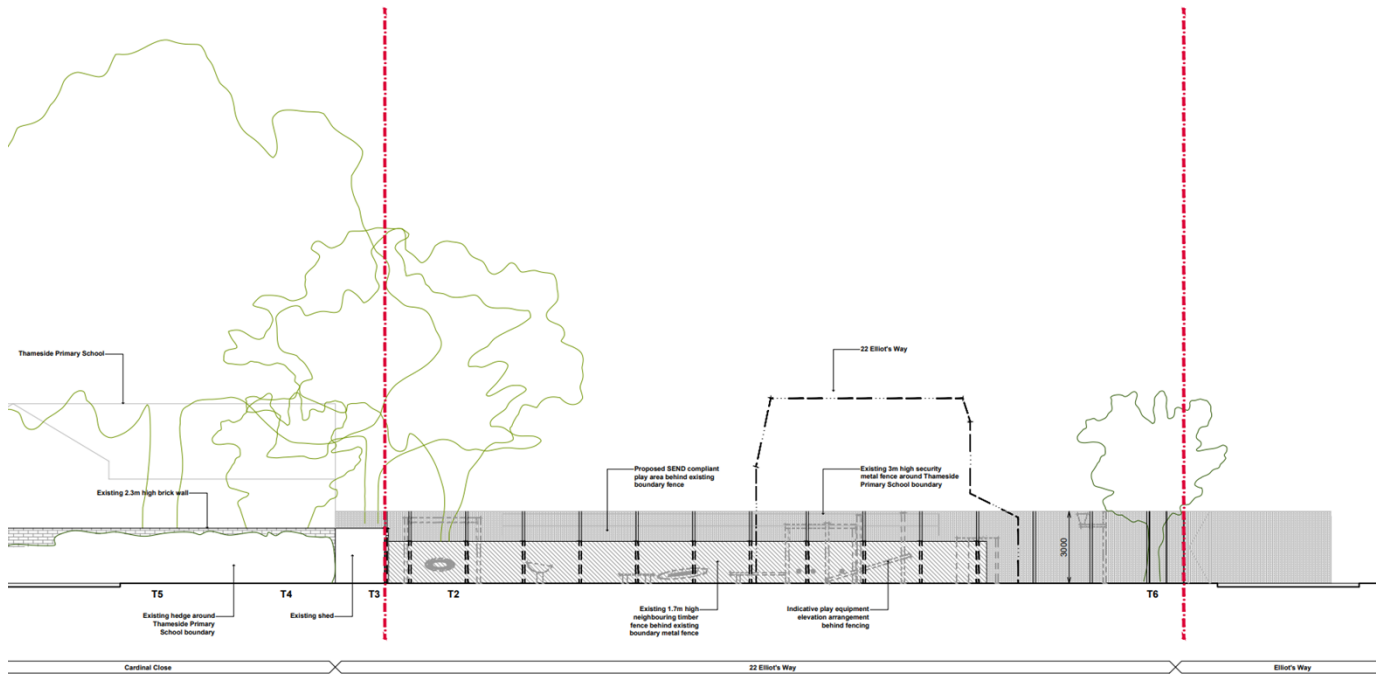 Thameside Primary School
22 Elliot's Way
Proposed SEND compliant
play area behind existing
boundary fence
Existing 3m high security
metal fence around Thameside
Primary School boundary
Existing 2.3m high brick wall
3000
T5
T4
T3
T2
T6
Existing hedge around
Thameside Primary
School boundary
Existing shed
Existing 1.7m high
neighbouring timber
fence behind existing
boundary metal fence
Indicative play equipment
elevation arrangement
behind fencing
Cardinal Close
22 Elliot's Way
Elliot's Way